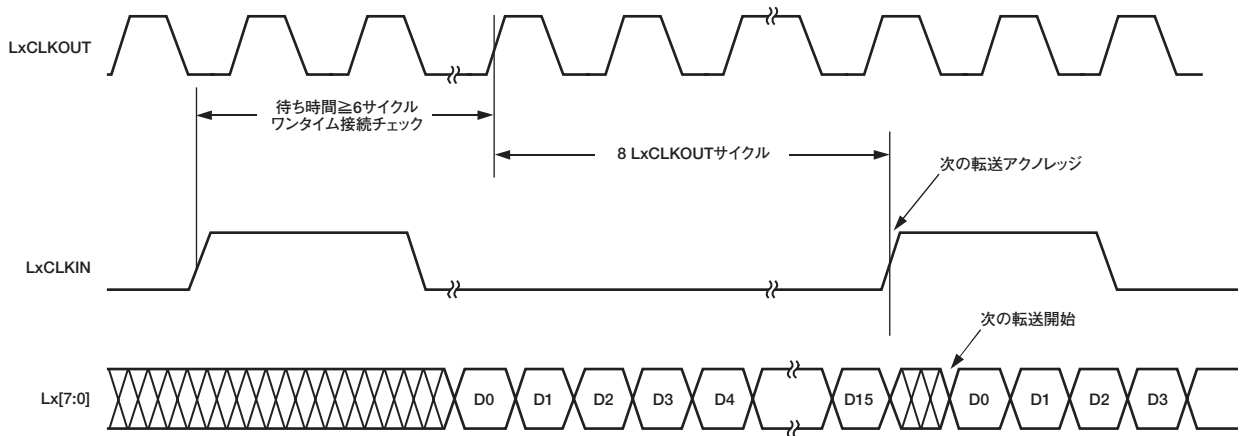 LxCLKOUT
待ち時間≧6サイクル
ワンタイム接続チェック
8 LxCLKOUTサイクル
次の転送アクノレッジ
LxCLKIN
次の転送開始
Lx[7:0]
D0 D1 D2 D3 D4 D15 D0 D1 D2 D3